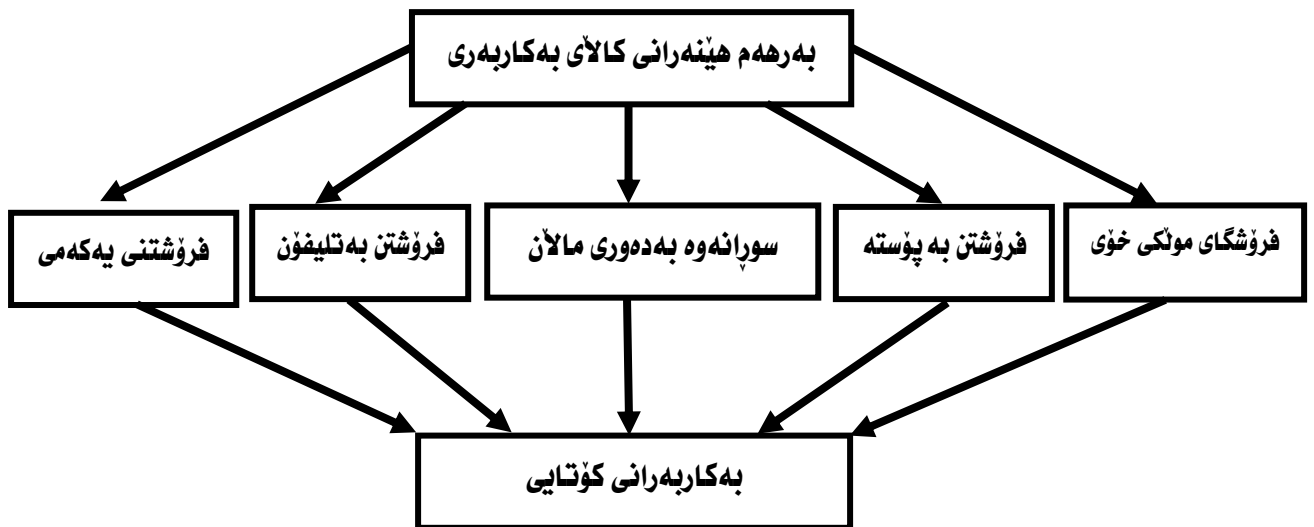 بەرهەم هێنەرانی کاڵای بەکاربەری
فرۆشگای موڵکی خۆی
فرۆشتن بە پۆستە
سوڕانەوە بەدەوری ماڵان
فرۆشتن بەتلیفۆن
فرۆشتنی یەکەمی
بەکاربەرانی کۆتایی